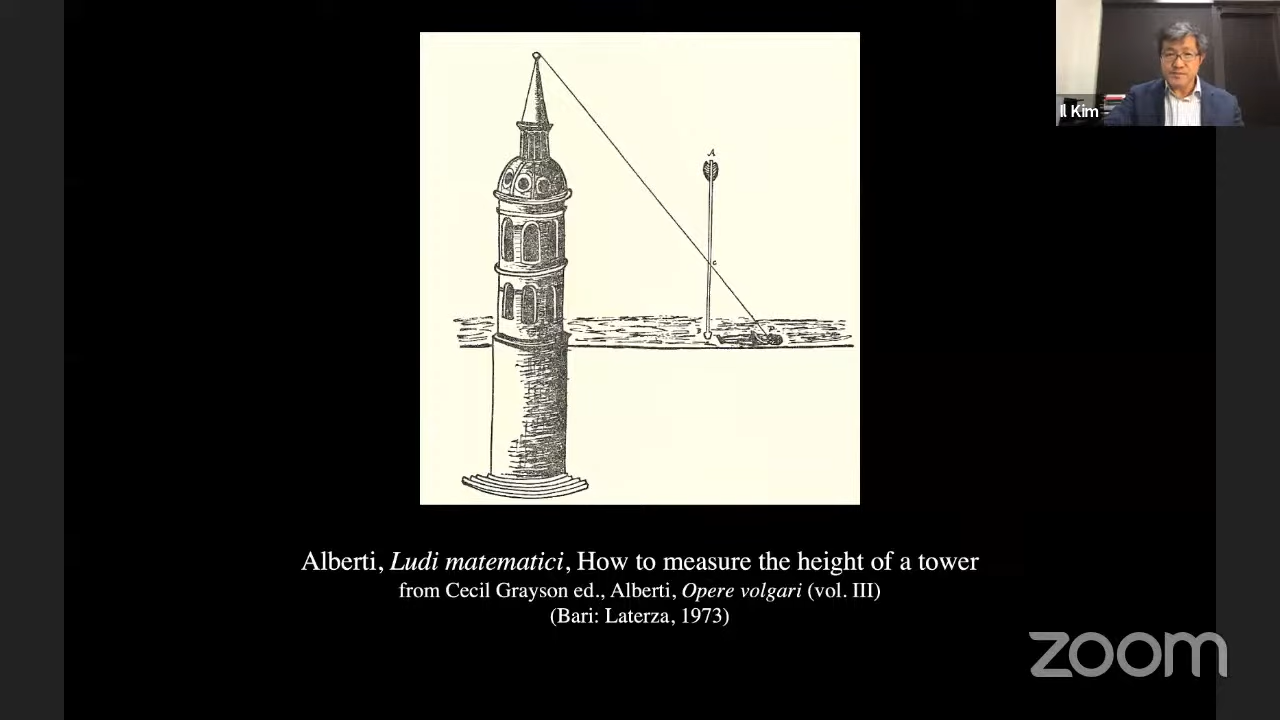 Il Kim
A
c
P
Alberti, Ludi matematici, How to measure the height of a tower
from Cecil Grayson ed., Alberti, Opere volgari (vol. III)
(Bari: Laterza, 1973)
zoom